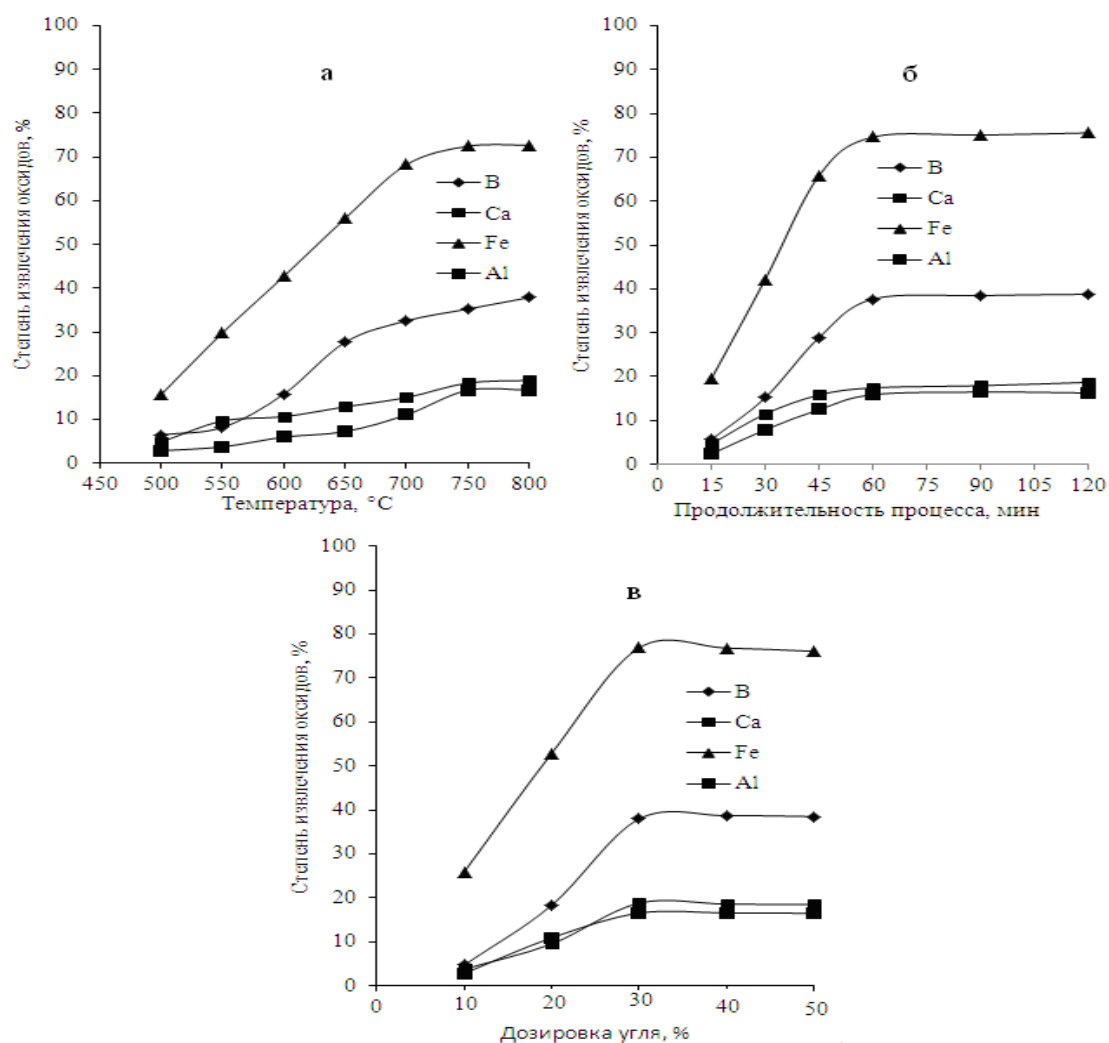 а
Степень извлечения оксидов, %
100
90
80
70
60
50
40
30
20
10
0
B
Ca
Fe
Al
450 500 550 600 650 700 750 800
Температура, °C
б
Степень извлечения оксидов, %
100
90
80
70
60
50
40
30
20
10
0
B
Ca
Fe
Al
0 15 30 45 60 75 90 105 120
Продолжительность процесса, мин
в
Степень извлечения оксидов, %
100
90
80
70
60
50
40
30
20
10
0
B
Ca
Fe
Al
0 10 20 30 40 50
Дозировка угля, %